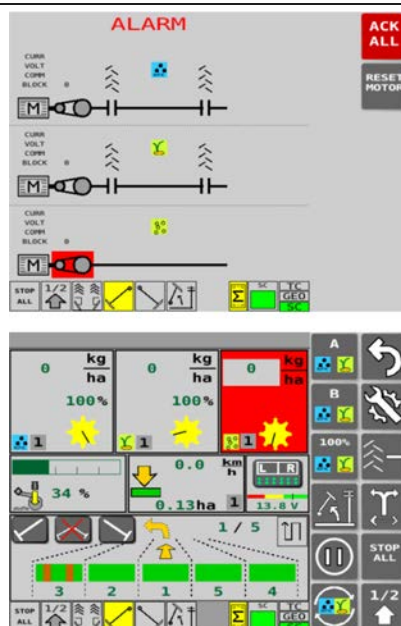 ALARM
ACK
ALL
RESET
MOTOR
CURR
VOLT
COMM
BLOCK 0
M
CURR
VOLT
COMM
BLOCK 0
M
CURR
VOLT
COMM
BLOCK 0
M
STOP
ALL
1/2
Σ
SC
TC
GEO
SC
0 kg
ha
100%
1
0 kg
ha
100%
1
0 kg
ha
1
A
B
100%
34 %
0.0 km
h
0.13ha 1
L R
13.8 V
1 / 5
3 2 1 5 4
STOP
ALL
1/2
STOP
ALL
1/2
Σ
SC
TC
GEO
SC